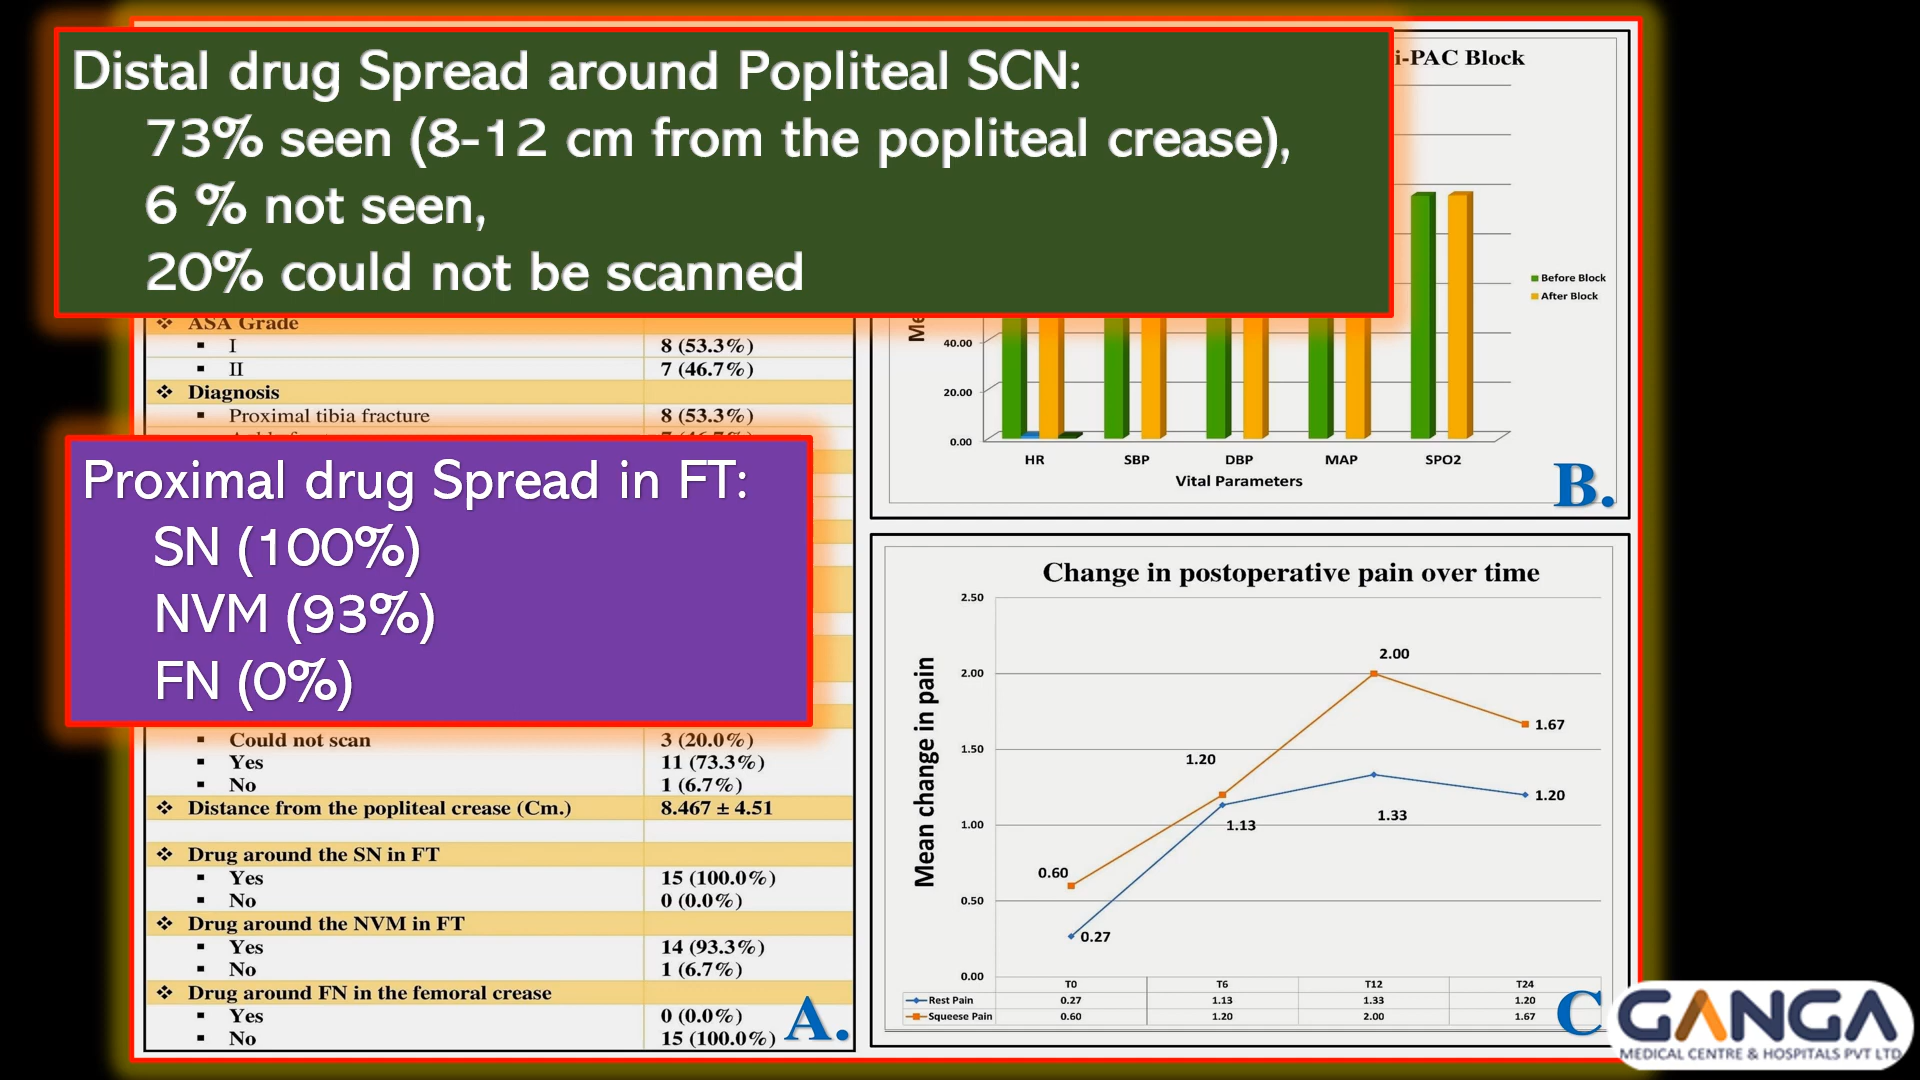 Distal drug Spread around Popliteal SCN:
73% seen (8-12 cm from the popliteal crease),
6 % not seen,
20% could not be scanned
i-PAC Block
Before Block
After Block
Me
40.00
20.00
0.00
HR SBP DBP MAP SPO2
Vital Parameters
B.
❖ ASA Grade
▪ I 8 (53.3%)
▪ II 7 (46.7%)
❖ Diagnosis
▪ Proximal tibia fracture 8 (53.3%)
Proximal drug Spread in FT:
SN (100%)
NVM (93%)
FN (0%)
▪ Could not scan 3 (20.0%)
▪ Yes 11 (73.3%)
▪ No 1 (6.7%)
❖ Distance from the popliteal crease (Cm.) 8.467 ± 4.51
❖ Drug around the SN in FT
▪ Yes 15 (100.0%)
▪ No 0 (0.0%)
❖ Drug around the NVM in FT
▪ Yes 14 (93.3%)
▪ No 1 (6.7%)
❖ Drug around FN in the femoral crease
▪ Yes 0 (0.0%)
▪ No 15 (100.0%)
A.
Change in postoperative pain over time
Mean change in pain
2.50
2.00
1.50
1.00
0.50
0.00
2.00
1.67
1.20
1.20
1.13
1.33
0.60
0.27
T0 T6 T12 T24
Rest Pain 0.27 1.13 1.33 1.20
Squeese Pain 0.60 1.20 2.00 1.67
C
GANGA
MEDICAL CENTRE & HOSPITALS PVT LTD